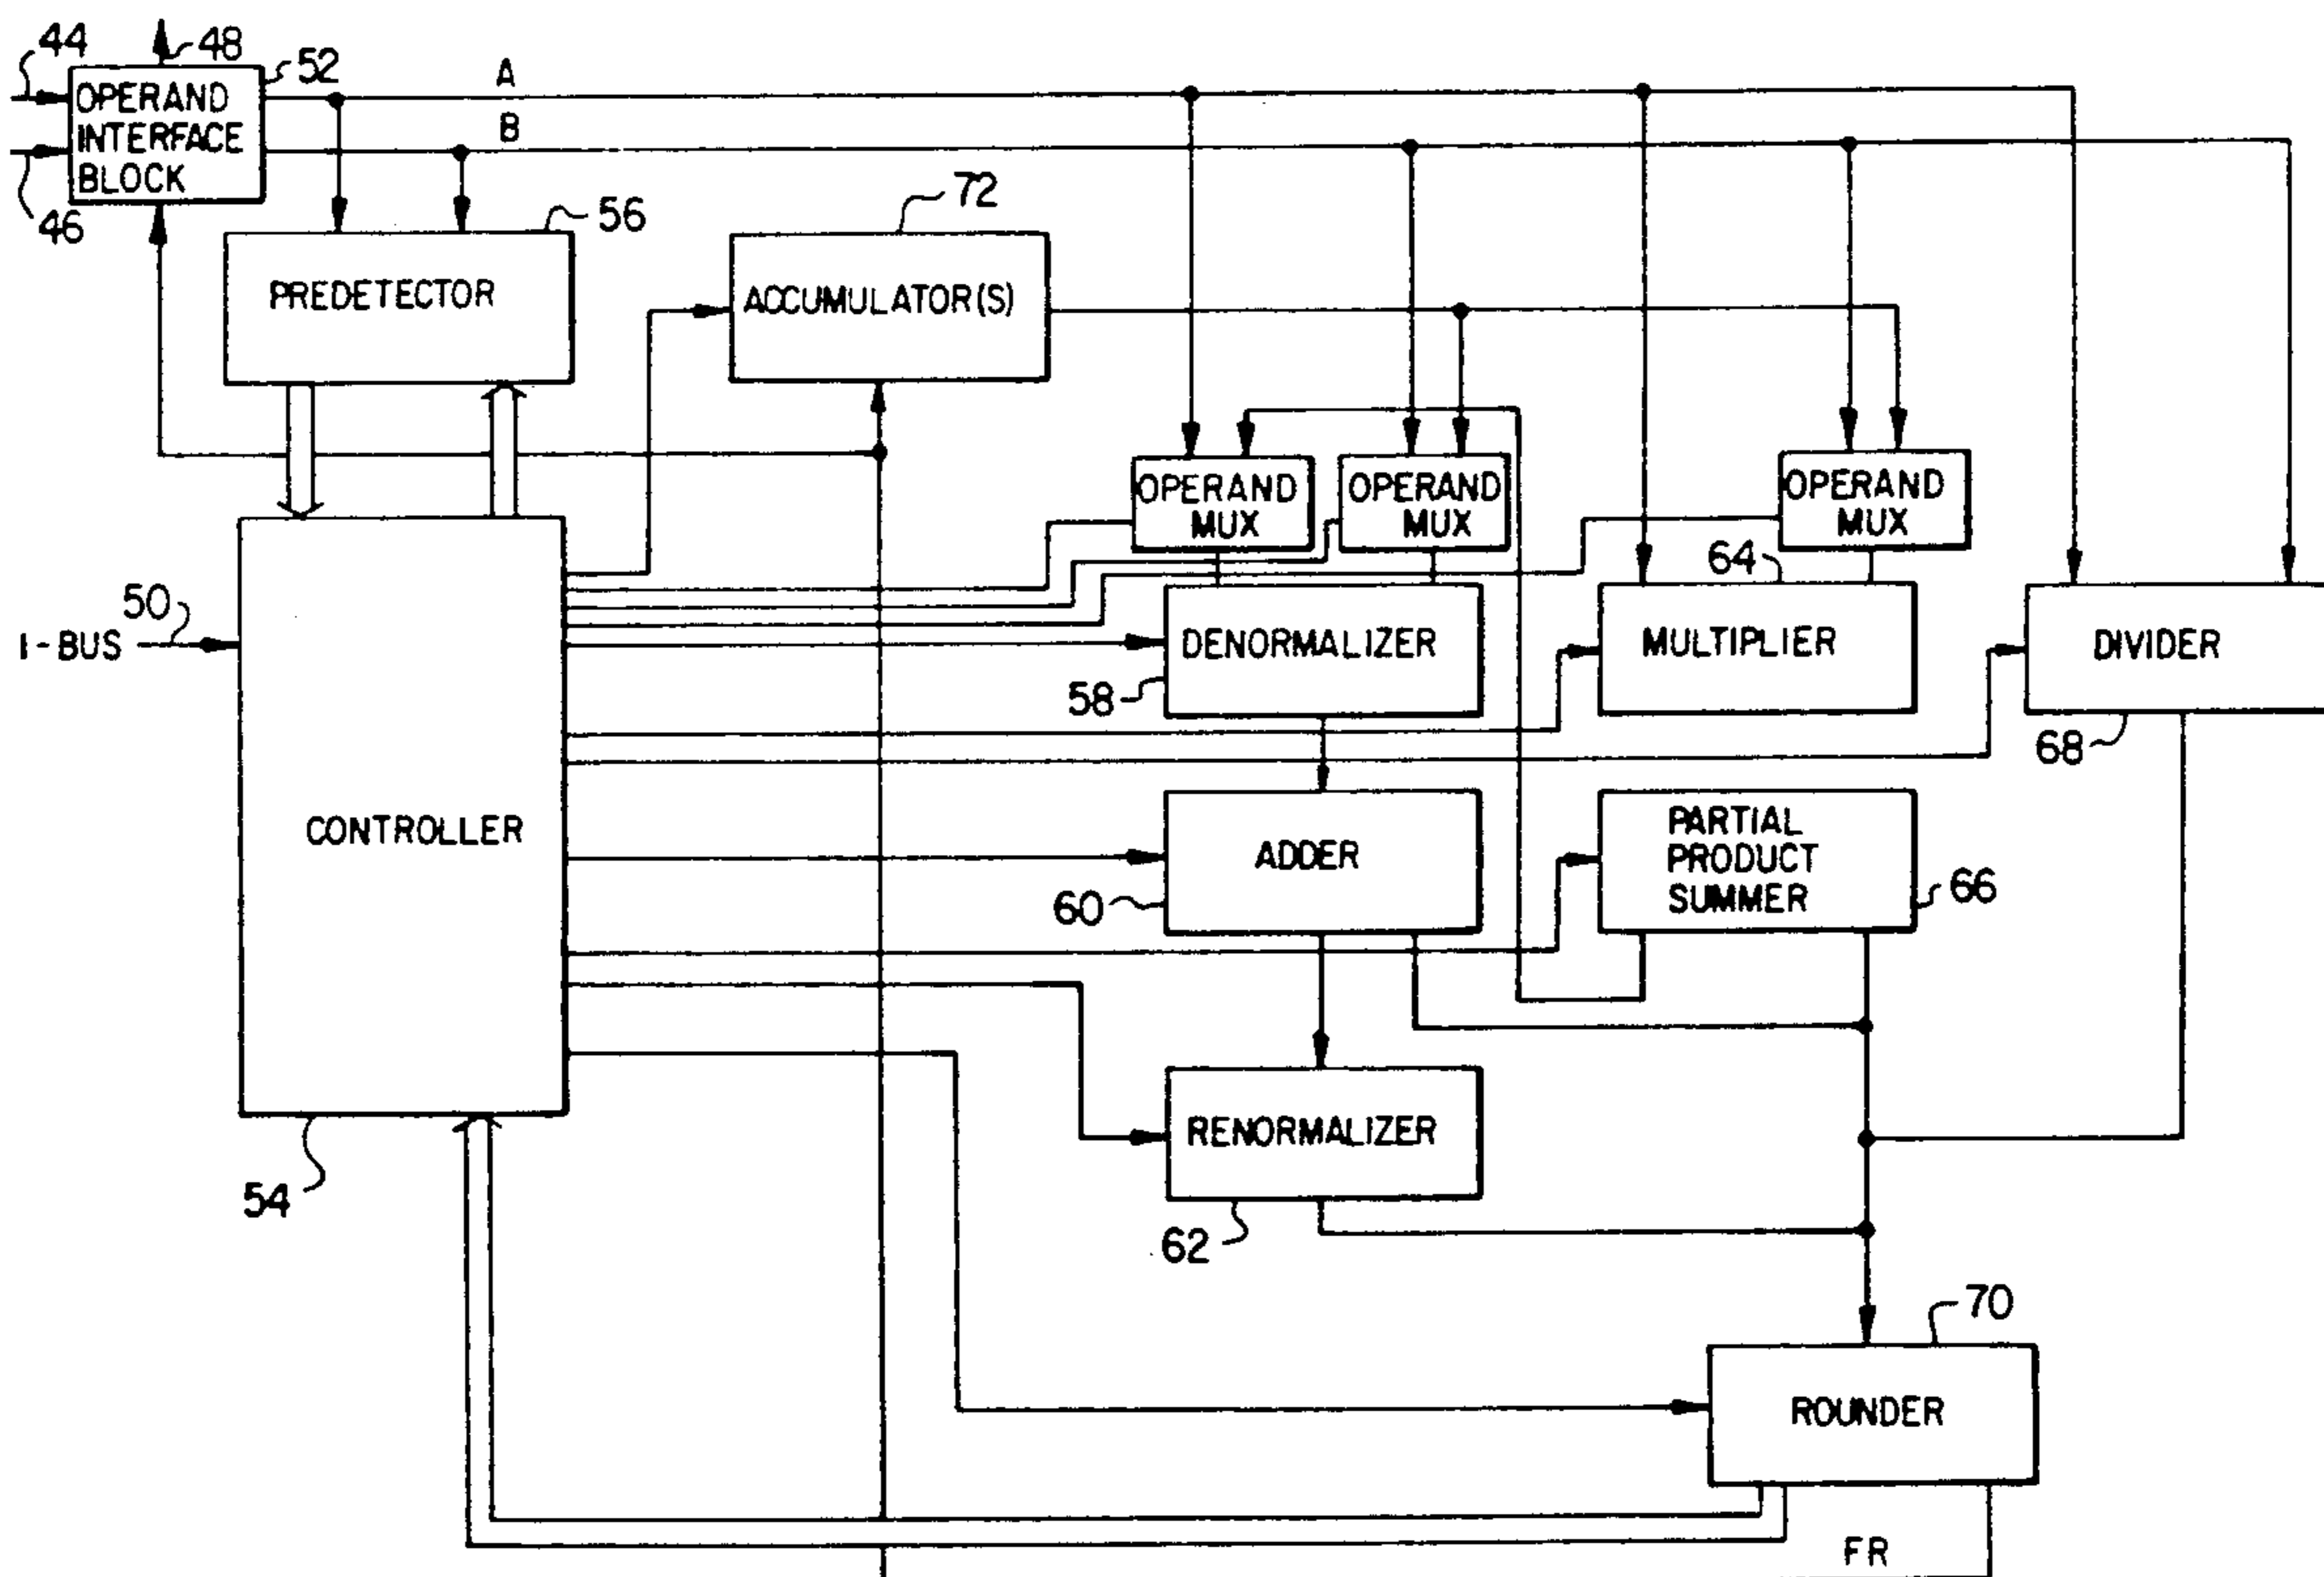 44
48
52
A
OPERAND
INTERFACE
BLOCK
B
46
56
72
PREDETECTOR
ACCUMULATOR(S)
OPERAND
MUX
OPERAND
MUX
OPERAND
MUX
64
50
I-BUS
DENORMALIZER
MULTIPLIER
DIVIDER
58
68
CONTROLLER
ADDER
PARTIAL
PRODUCT
SUMMER
60
66
RENORMALIZER
54
62
70
ROUNDER
FR